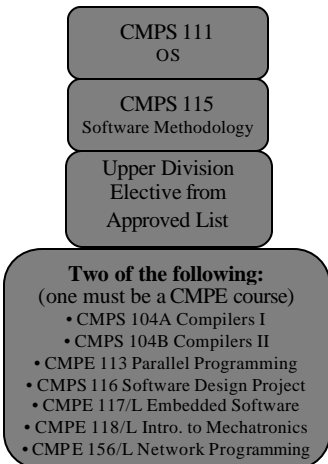 CMPS 111
OS
CMPS 115
Software Methodology
Upper Division
Elective from
Approved List
Two of the following:
(one must be a CMPE course)
• CMPS 104A Compilers I
• CMPS 104B Compilers II
• CMPE 113 Parallel Programming
• CMPS 116 Software Design Project
• CMPE 117/L Embedded Software
• CMPE 118/L Intro. to Mechatronics
• CMPE 156/L Network Programming